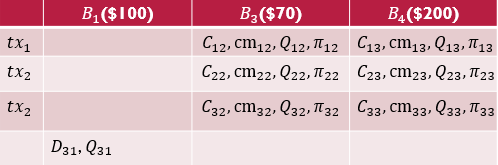 B₁($100) B₃($70) B₄($200)
tx₁ C₁₂, cm₁₂, Q₁₂, π₁₂ C₁₃, cm₁₃, Q₁₃, π₁₃
tx₂ C₂₂, cm₂₂, Q₂₂, π₂₂ C₂₃, cm₂₃, Q₂₃, π₂₃
tx₂ C₃₂, cm₃₂, Q₃₂, π₃₂ C₃₃, cm₃₃, Q₃₃, π₃₃
D₃₁, Q₃₁